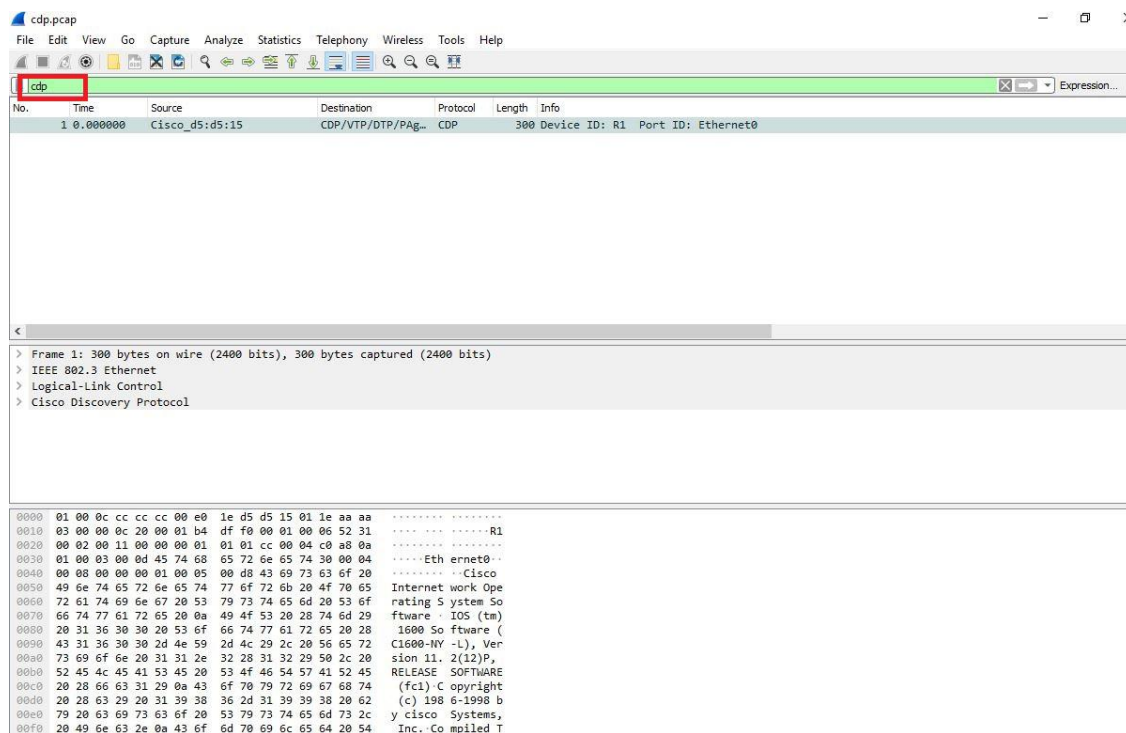 cdp.pcap
File Edit View Go Capture Analyze Statistics Telephony Wireless Tools Help
cdp
Expression...
No. Time Source Destination Protocol Length Info
1 0.000000 Cisco_d5:d5:15 CDP/VTP/DTP/PAg… CDP 300 Device ID: R1 Port ID: Ethernet0
> Frame 1: 300 bytes on wire (2400 bits), 300 bytes captured (2400 bits)
> IEEE 802.3 Ethernet
> Logical-Link Control
> Cisco Discovery Protocol
0000 01 00 0c cc cc cc 00 e0 1e d5 d5 15 01 1e aa aa ········ ········
0010 03 00 00 0c 20 00 01 b4 df f0 00 01 00 06 52 31 ···· ··· ······R1
0020 00 02 00 11 00 00 00 01 01 01 cc 00 04 c0 a8 0a ········ ········
0030 01 00 03 00 0d 45 74 68 65 72 6e 65 74 30 00 04 ·····Eth ernet0··
0040 00 08 00 00 00 01 00 05 00 d8 43 69 73 63 6f 20 ········ ··Cisco
0050 49 6e 74 65 72 6e 65 74 77 6f 72 6b 20 4f 70 65 Internet work Ope
0060 72 61 74 69 6e 67 20 53 79 73 74 65 6d 20 53 6f rating S ystem So
0070 66 74 77 61 72 65 20 0a 49 4f 53 20 28 74 6d 29 ftware · IOS (tm)
0080 20 31 36 30 30 20 53 6f 66 74 77 61 72 65 20 28 1600 So ftware (
0090 43 31 36 30 30 2d 4e 59 2d 4c 29 2c 20 56 65 72 C1600-NY -L), Ver
00a0 73 69 6f 6e 20 31 31 2e 32 28 31 32 29 50 2c 20 sion 11. 2(12)P,
00b0 52 45 4c 45 41 53 45 20 53 4f 46 54 57 41 52 45 RELEASE SOFTWARE
00c0 20 28 66 63 31 29 0a 43 6f 70 79 72 69 67 68 74 (fc1)·C opyright
00d0 20 28 63 29 20 31 39 38 36 2d 31 39 39 38 20 62 (c) 198 6-1998 b
00e0 79 20 63 69 73 63 6f 20 53 79 73 74 65 6d 73 2c y cisco Systems,
00f0 20 49 6e 63 2e 0a 43 6f 6d 70 69 6c 65 64 20 54 Inc.·Co mpiled T